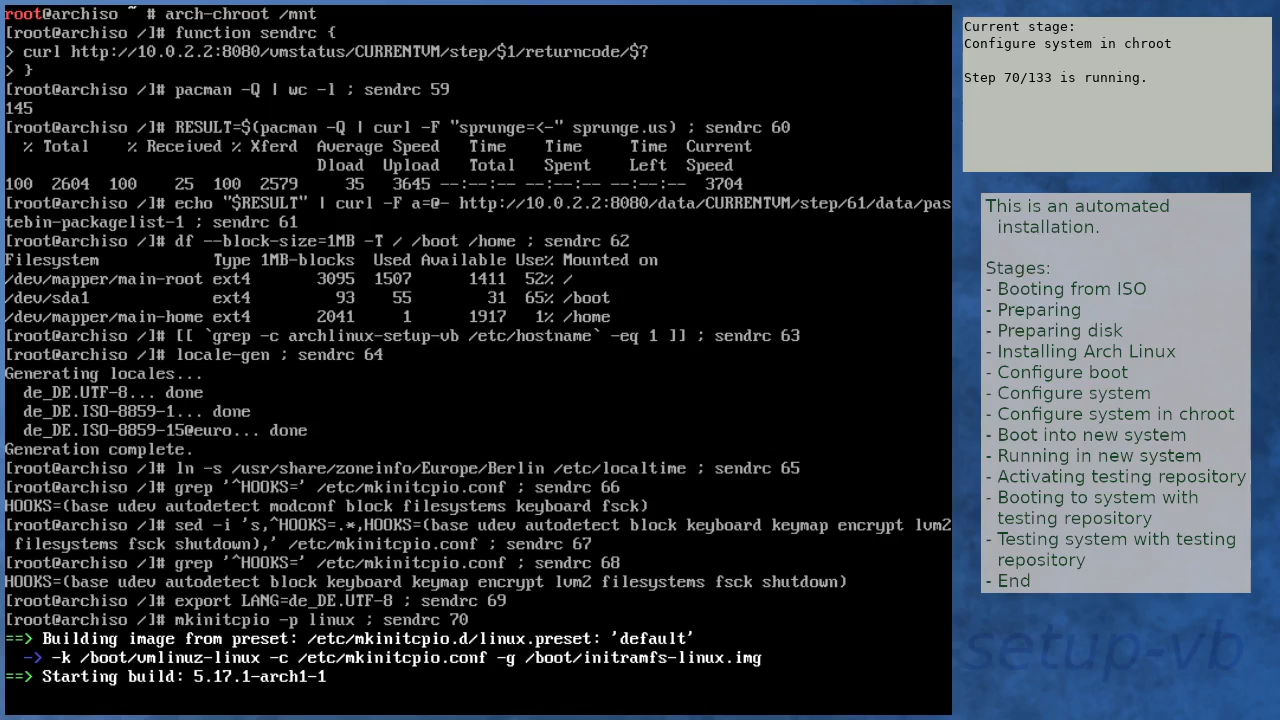 root@archiso ~ # arch-chroot /mnt
[root@archiso /]# function sendrc {
> curl http://10.0.2.2:8080/vmstatus/CURRENTVM/step/$1/returncode/$?
> }
[root@archiso /]# pacman -Q | wc -l ; sendrc 59
145
[root@archiso /]# RESULT=$(pacman -Q | curl -F "sprunge=<-" sprunge.us) ; sendrc 60
  % Total    % Received % Xferd  Average Speed   Time    Time     Time  Current
                                 Dload  Upload   Total   Spent    Left  Speed
100  2604  100    25  100  2579     35   3645 --:--:-- --:--:-- --:--:--  3704
[root@archiso /]# echo "$RESULT" | curl -F a=@- http://10.0.2.2:8080/data/CURRENTVM/step/61/data/pas
tebin-packagelist-1 ; sendrc 61
[root@archiso /]# df --block-size=1MB -T / /boot /home ; sendrc 62
Filesystem            Type 1MB-blocks  Used Available Use% Mounted on
/dev/mapper/main-root ext4       3095  1507      1411  52% /
/dev/sda1             ext4         93    55        31  65% /boot
/dev/mapper/main-home ext4       2041     1      1917   1% /home
[root@archiso /]# [[ `grep -c archlinux-setup-vb /etc/hostname` -eq 1 ]] ; sendrc 63
[root@archiso /]# locale-gen ; sendrc 64
Generating locales...
  de_DE.UTF-8... done
  de_DE.ISO-8859-1... done
  de_DE.ISO-8859-15@euro... done
Generation complete.
[root@archiso /]# ln -s /usr/share/zoneinfo/Europe/Berlin /etc/localtime ; sendrc 65
[root@archiso /]# grep '^HOOKS=' /etc/mkinitcpio.conf ; sendrc 66
HOOKS=(base udev autodetect modconf block filesystems keyboard fsck)
[root@archiso /]# sed -i 's,^HOOKS=.*,HOOKS=(base udev autodetect block keyboard keymap encrypt lvm2
 filesystems fsck shutdown),' /etc/mkinitcpio.conf ; sendrc 67
[root@archiso /]# grep '^HOOKS=' /etc/mkinitcpio.conf ; sendrc 68
HOOKS=(base udev autodetect block keyboard keymap encrypt lvm2 filesystems fsck shutdown)
[root@archiso /]# export LANG=de_DE.UTF-8 ; sendrc 69
[root@archiso /]# mkinitcpio -p linux ; sendrc 70
==> Building image from preset: /etc/mkinitcpio.d/linux.preset: 'default'
  -> -k /boot/vmlinuz-linux -c /etc/mkinitcpio.conf -g /boot/initramfs-linux.img
==> Starting build: 5.17.1-arch1-1
Current stage:
Configure system in chroot
Step 70/133 is running.
This is an automated
installation.
Stages:
- Booting from ISO
- Preparing
- Preparing disk
- Installing Arch Linux
- Configure boot
- Configure system
- Configure system in chroot
- Boot into new system
- Running in new system
- Activating testing repository
- Booting to system with
testing repository
- Testing system with testing
repository
- End
setup-vb